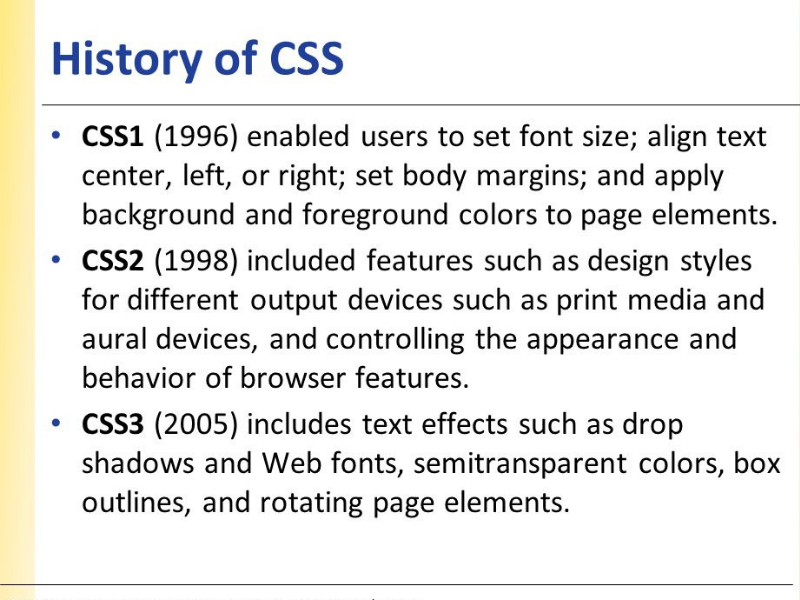 History of CSS
• CSS1 (1996) enabled users to set font size; align text
center, left, or right; set body margins; and apply
background and foreground colors to page elements.
• CSS2 (1998) included features such as design styles
for different output devices such as print media and
aural devices, and controlling the appearance and
behavior of browser features.
• CSS3 (2005) includes text effects such as drop
shadows and Web fonts, semitransparent colors, box
outlines, and rotating page elements.